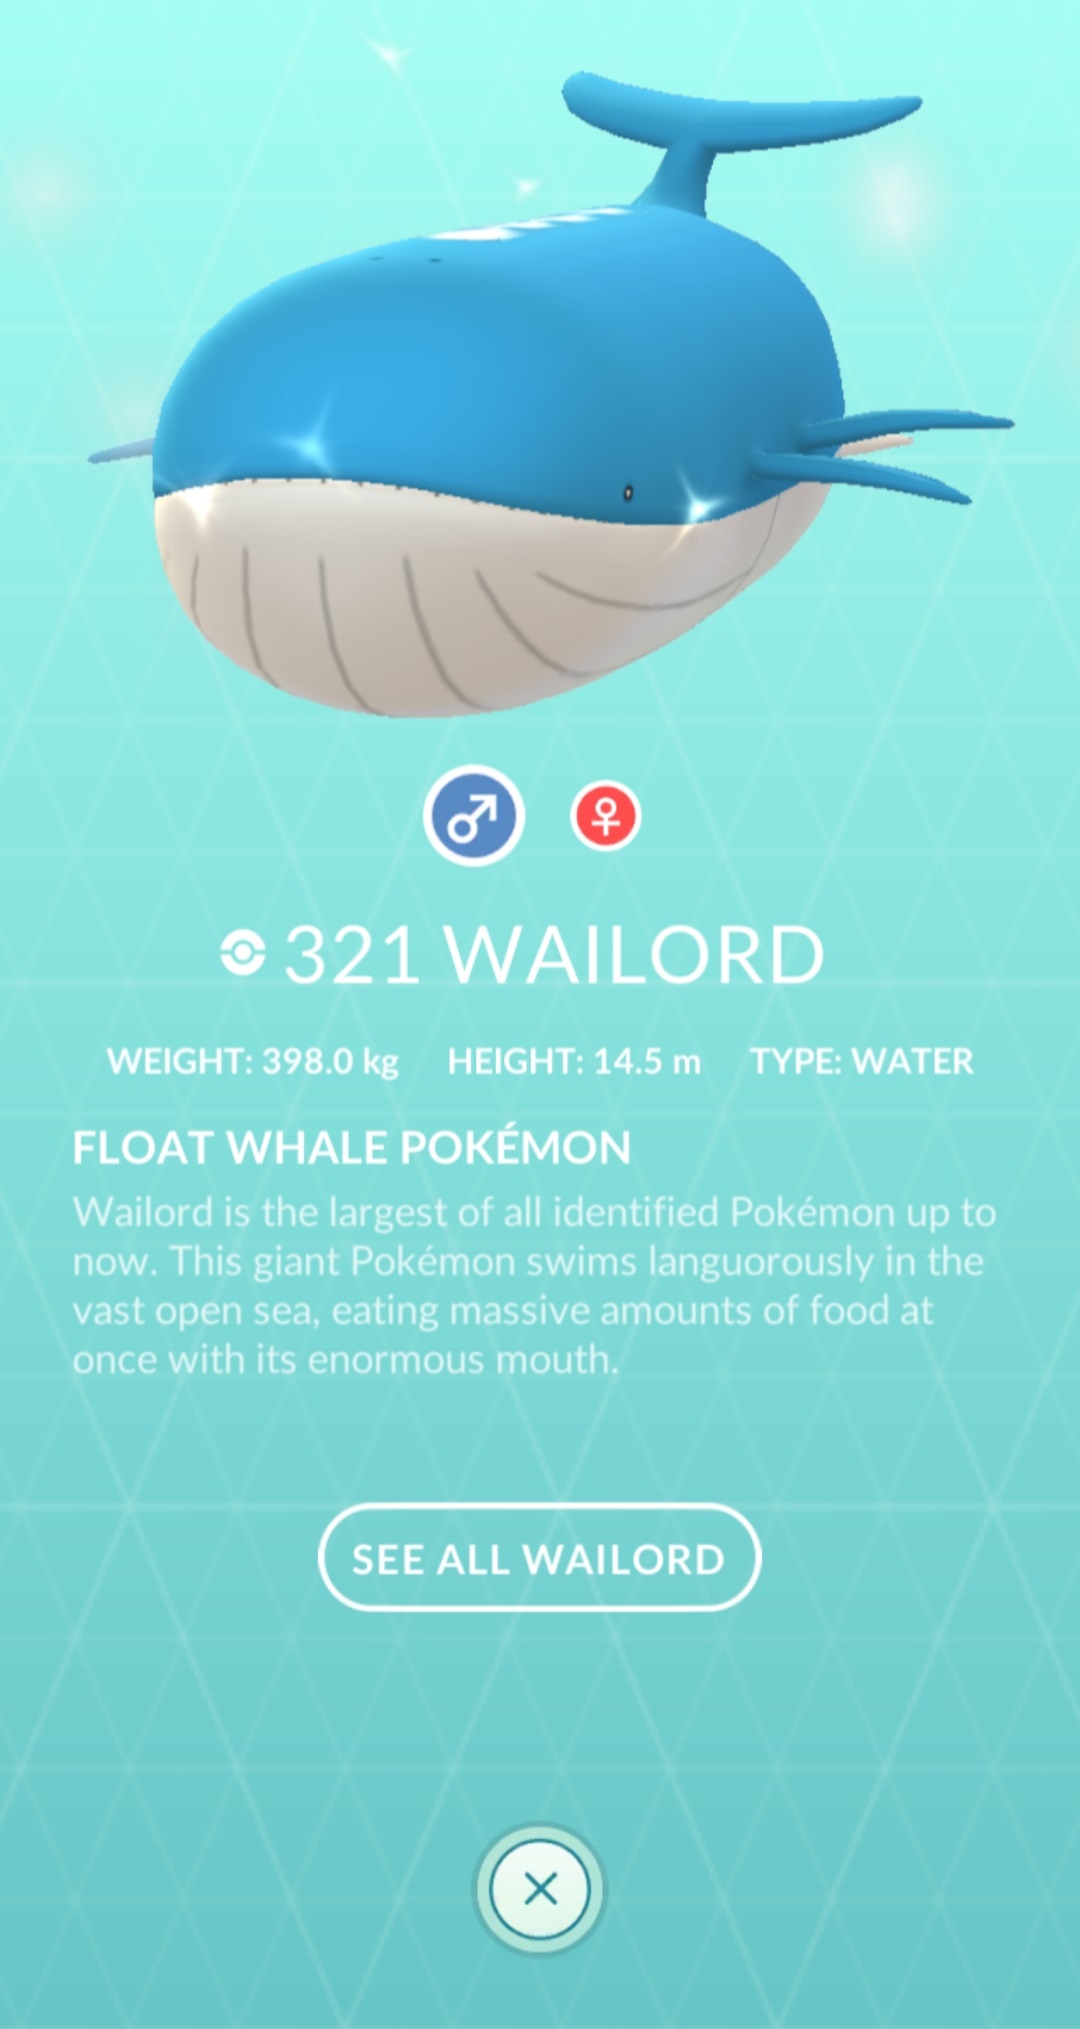 321 WAILORD
WEIGHT: 398.0 kg HEIGHT: 14.5 m TYPE: WATER
FLOAT WHALE POKÉMON
Wailord is the largest of all identified Pokémon up to
now. This giant Pokémon swims languorously in the
vast open sea, eating massive amounts of food at
once with its enormous mouth.
SEE ALL WAILORD